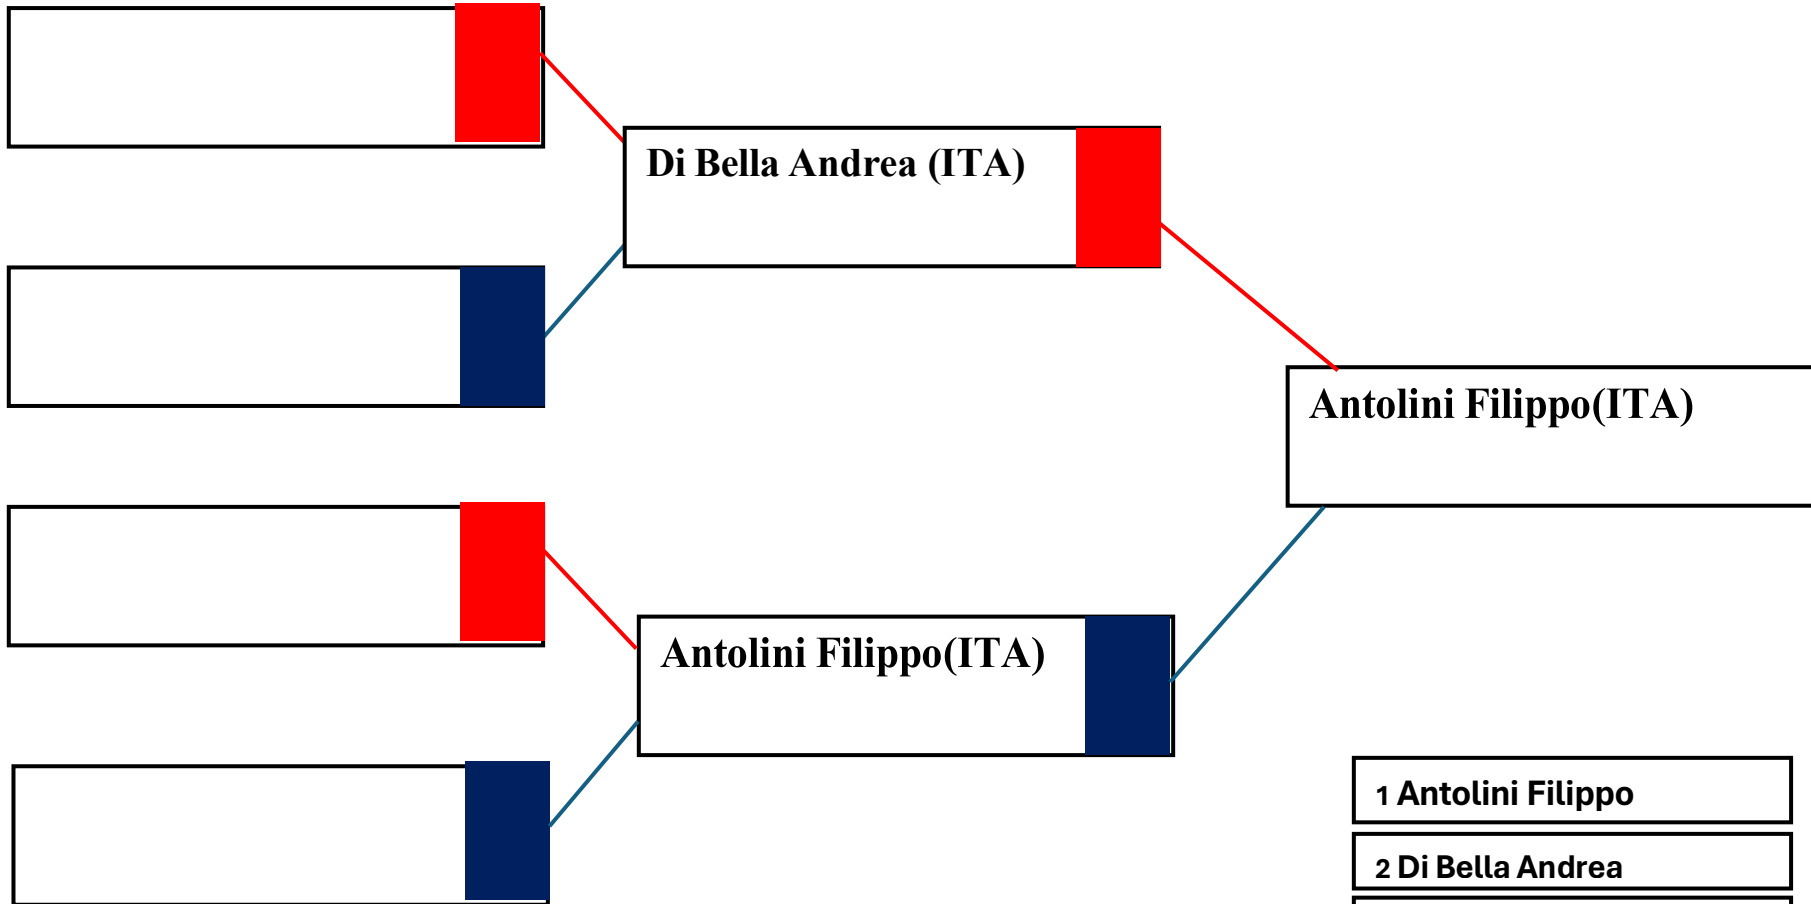 Di Bella Andrea (ITA)
Antolini Filippo(ITA)
Antolini Filippo(ITA)
1 Antolini Filippo
2 Di Bella Andrea